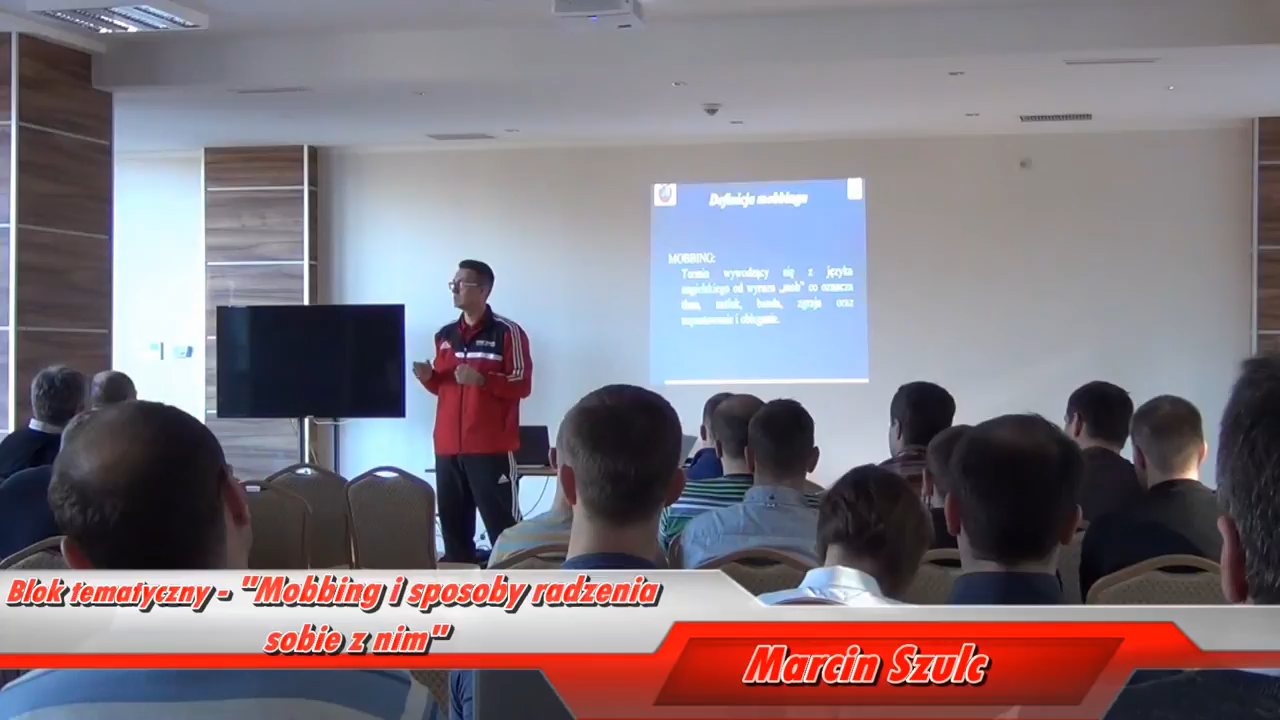 Definicja mobbingu
MOBBING:
Termin wywodzący się z języka
angielskiego od wyrazu „mob” co oznacza
tłum, motłoch, banda, zgraja oraz
napastowanie i obleganie.
Blok tematyczny - "Mobbing i sposoby radzenia
sobie z nim"
Marcin Szulc